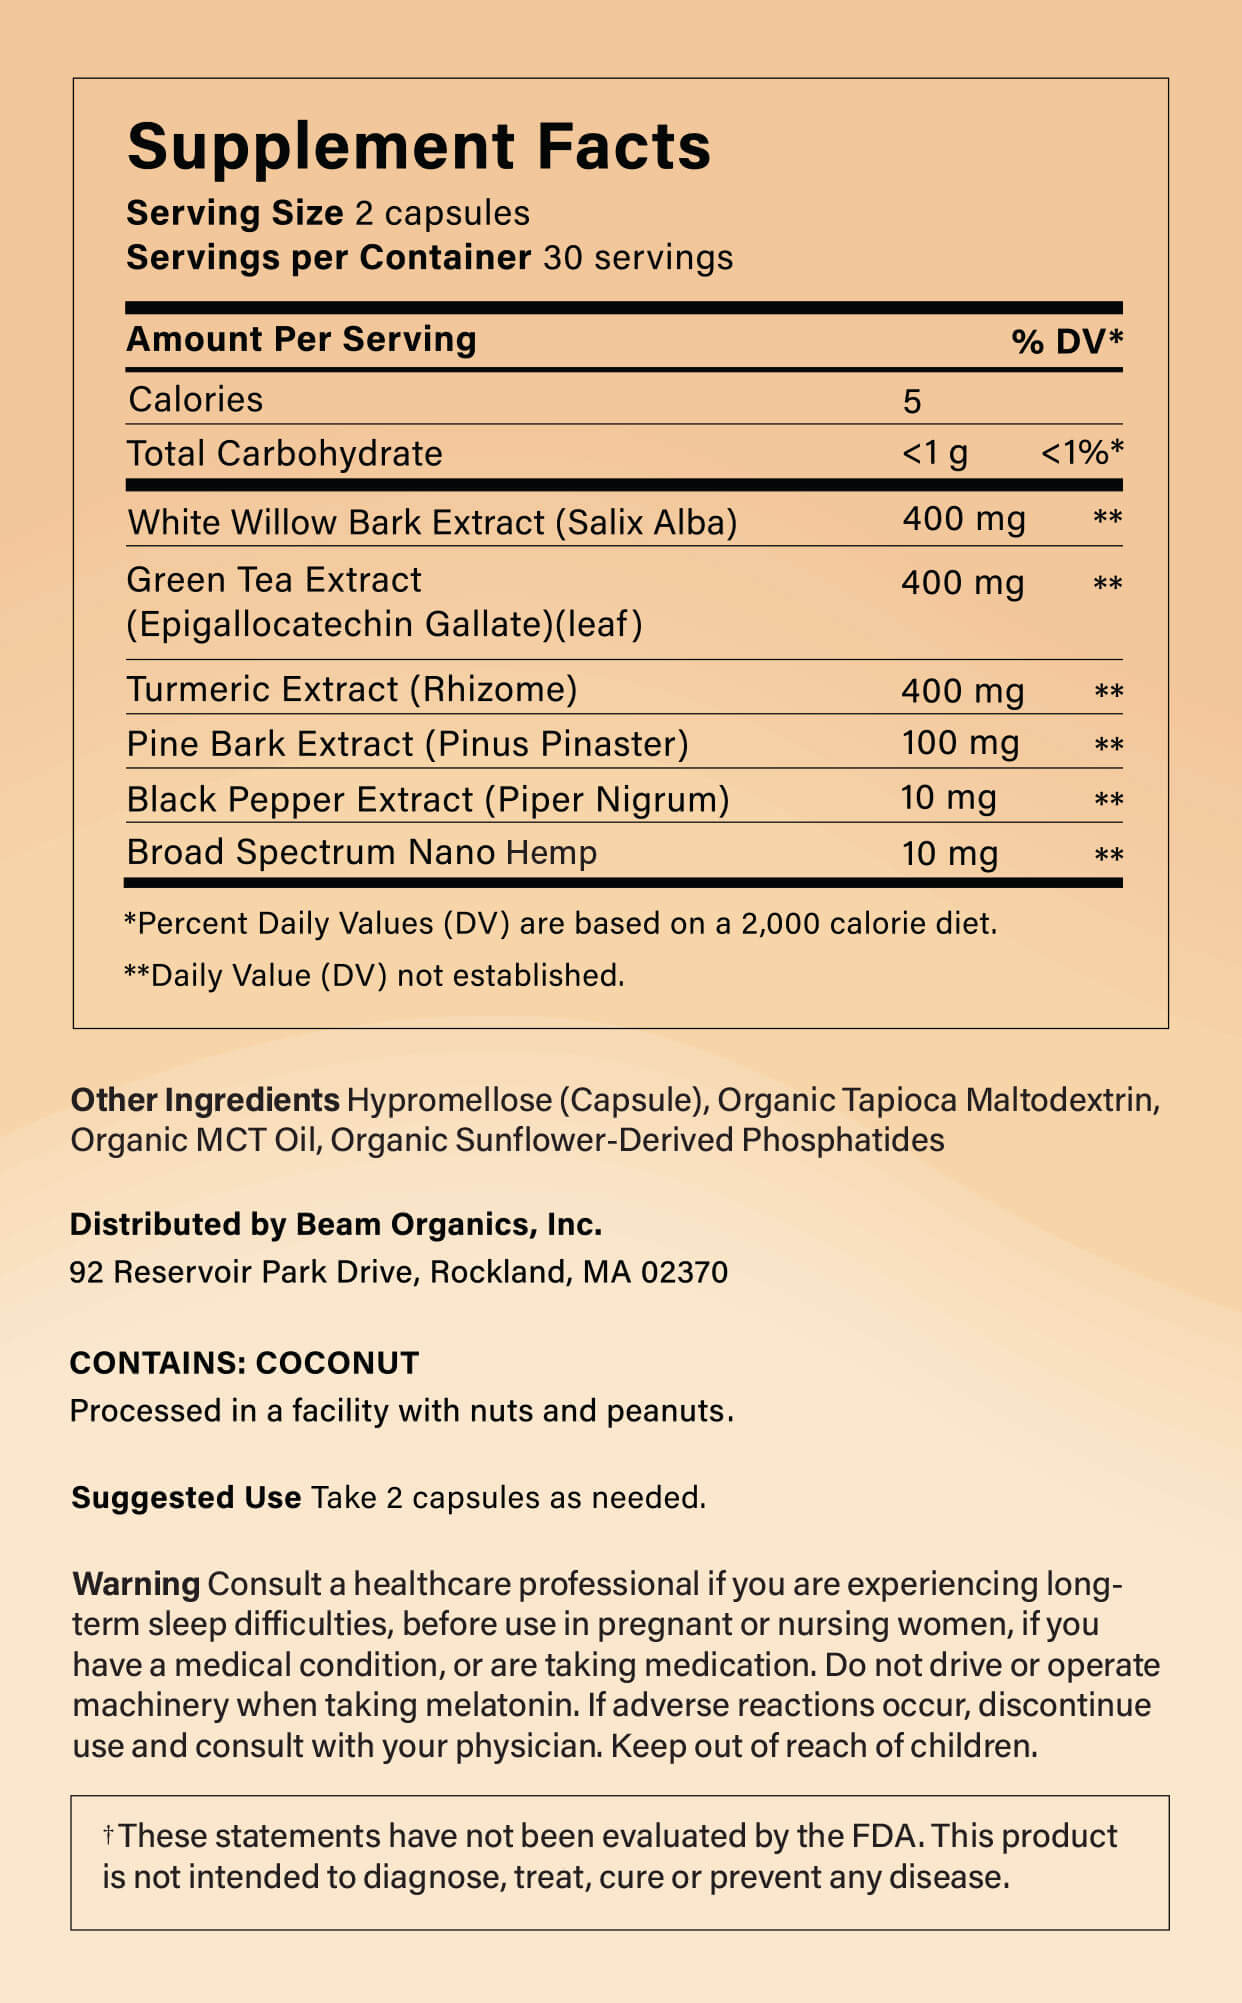 Supplement Facts
Serving Size 2 capsules
Servings per Container 30 servings
Amount Per Serving % DV*
Calories 5
Total Carbohydrate <1 g <1%*
White Willow Bark Extract (Salix Alba) 400 mg **
Green Tea Extract 400 mg **
(Epigallocatechin Gallate)(leaf)
Turmeric Extract (Rhizome) 400 mg **
Pine Bark Extract (Pinus Pinaster) 100 mg **
Black Pepper Extract (Piper Nigrum) 10 mg **
Broad Spectrum Nano Hemp 10 mg **
*Percent Daily Values (DV) are based on a 2,000 calorie diet.
**Daily Value (DV) not established.
Other Ingredients Hypromellose (Capsule), Organic Tapioca Maltodextrin,
Organic MCT Oil, Organic Sunflower-Derived Phosphatides
Distributed by Beam Organics, Inc.
92 Reservoir Park Drive, Rockland, MA 02370
CONTAINS: COCONUT
Processed in a facility with nuts and peanuts.
Suggested Use Take 2 capsules as needed.
Warning Consult a healthcare professional if you are experiencing long-
term sleep difficulties, before use in pregnant or nursing women, if you
have a medical condition, or are taking medication. Do not drive or operate
machinery when taking melatonin. If adverse reactions occur, discontinue
use and consult with your physician. Keep out of reach of children.
†These statements have not been evaluated by the FDA. This product
is not intended to diagnose, treat, cure or prevent any disease.